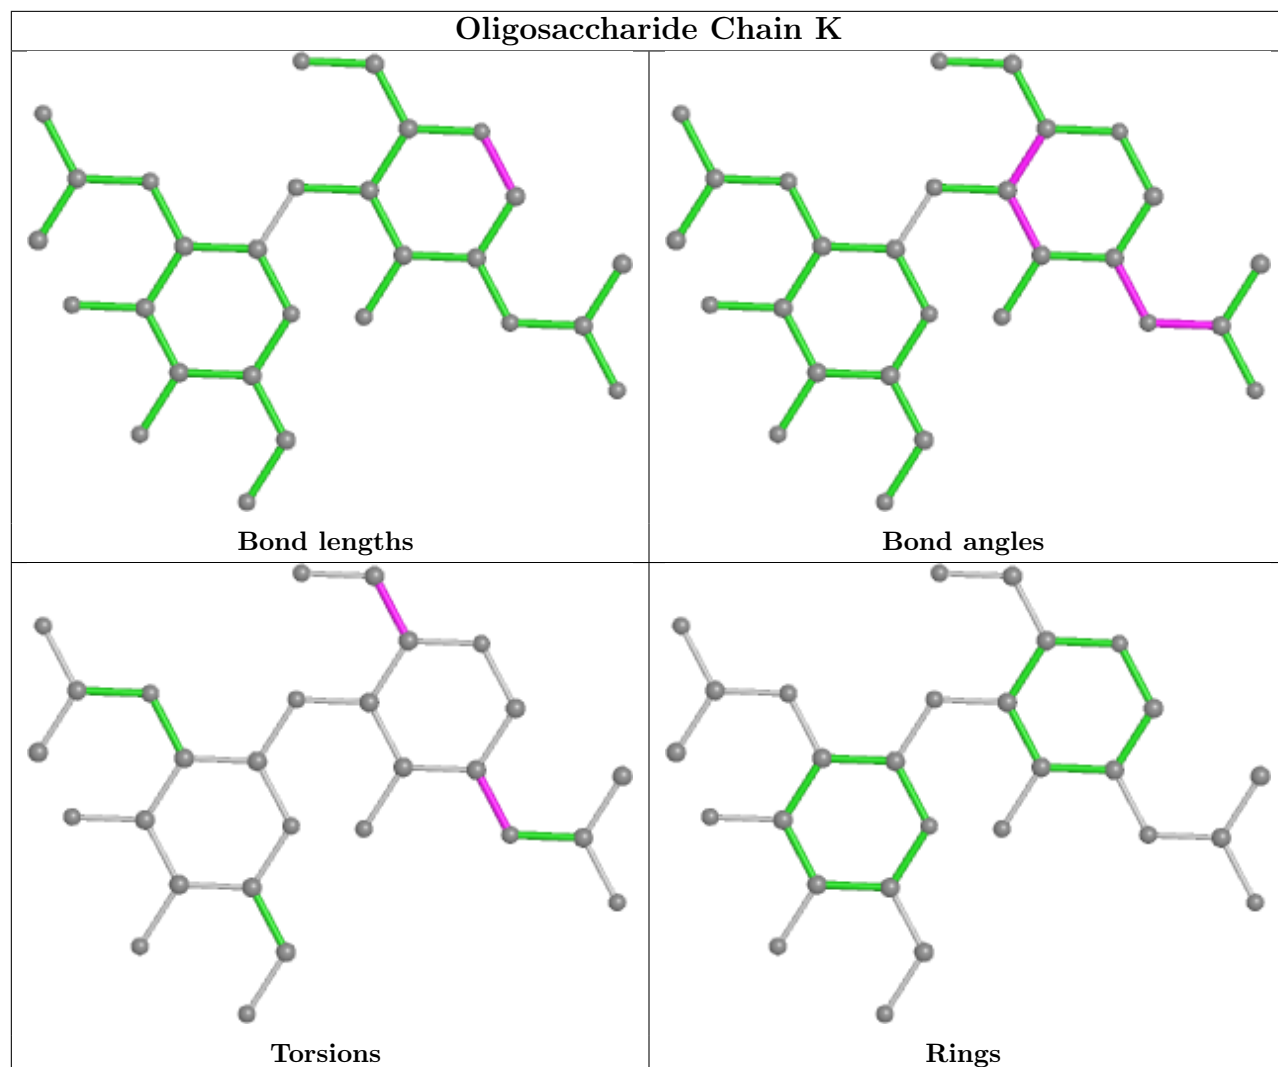 Oligosaccharide Chain K
Bond lengths
Bond angles
Torsions
Rings